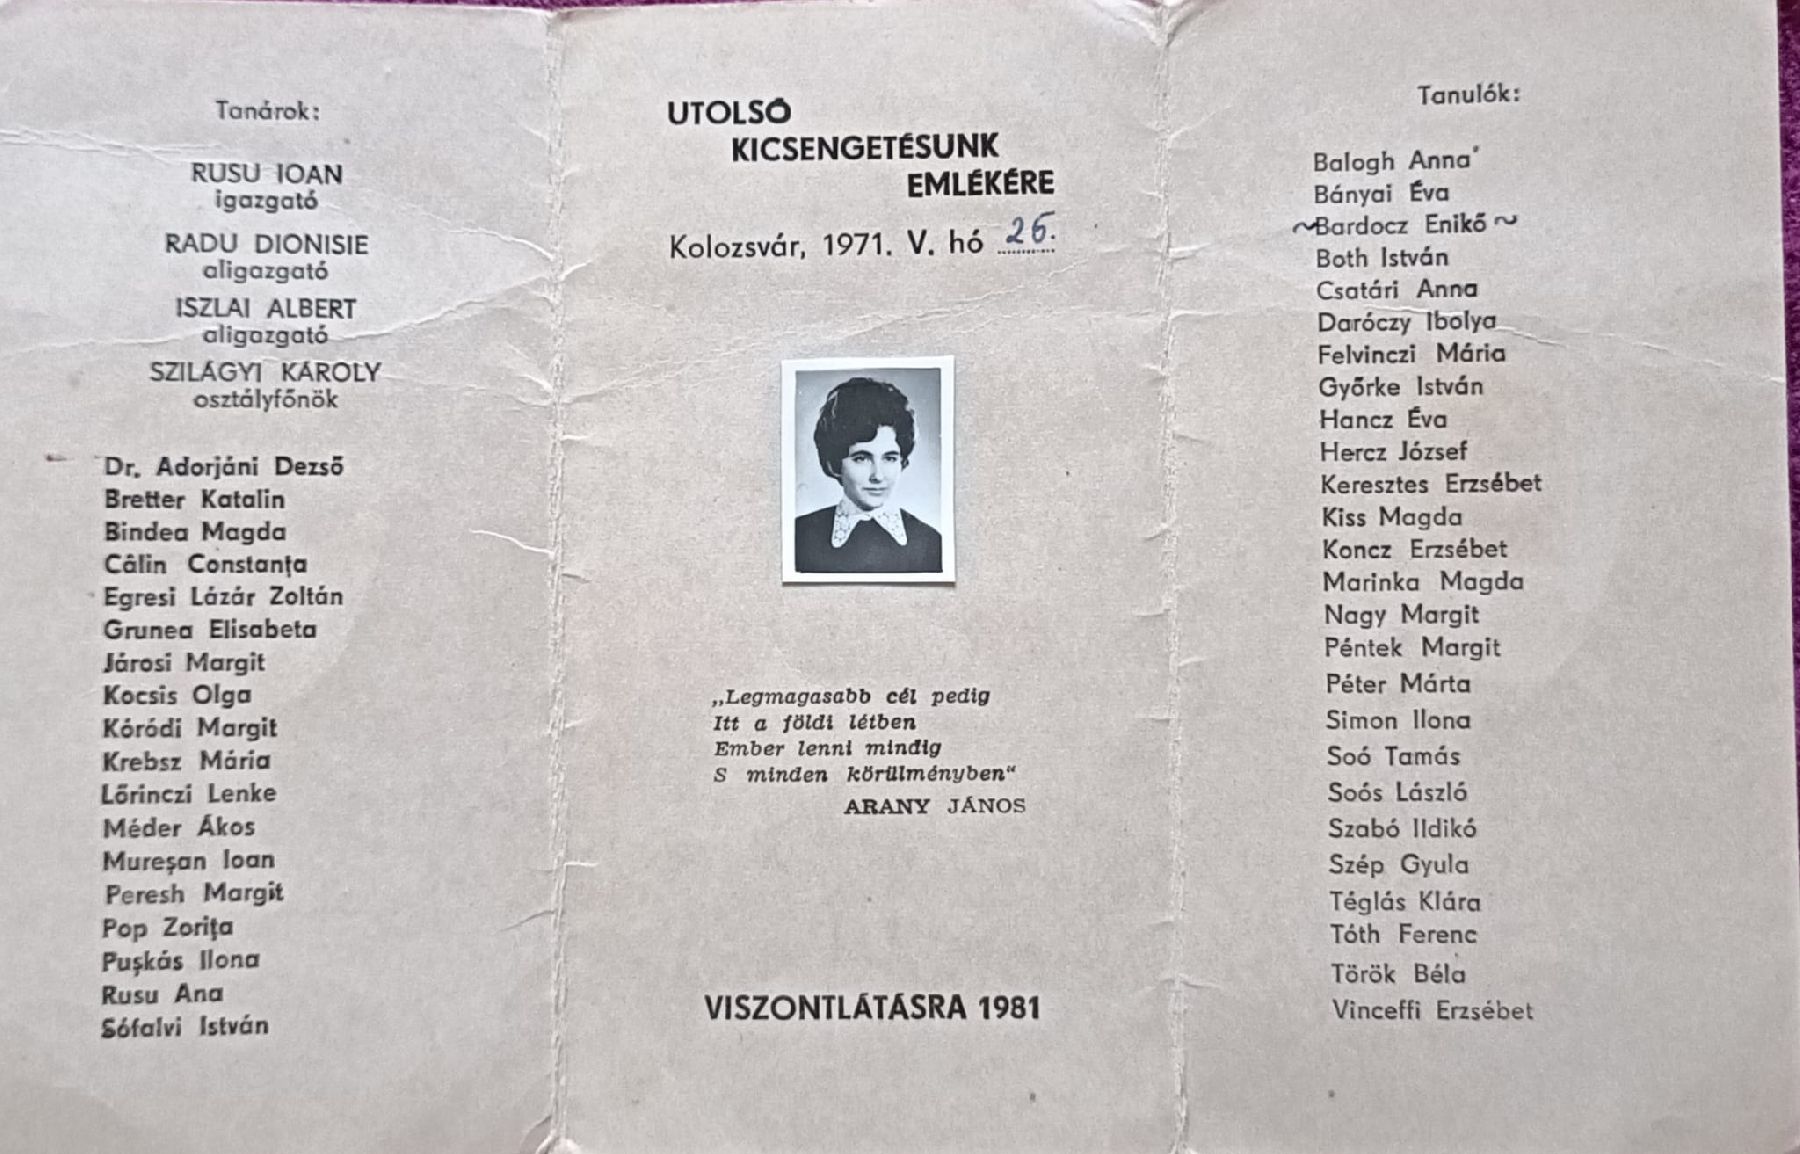 Tanárok:
RUSU IOAN
igazgató
RADU DIONISIE
aligazgató
ISZLAI ALBERT
aligazgató
SZILÁGYI KÁROLY
osztályfőnök
Dr. Adorjáni Dezső
Bretter Katalin
Bindea Magda
Câlin Constanța
Egresi Lázár Zoltán
Grunea Elisabeta
Járosi Margit
Kocsis Olga
Kóródi Margit
Krebsz Mária
Lőrinczi Lenke
Méder Ákos
Mureşan Ioan
Peresh Margit
Pop Zorița
Puşkás Ilona
Rusu Ana
Sófalvi István
UTOLSÓ
KICSENGETÉSUNK
EMLÉKÉRE
Kolozsvár, 1971. V. hó 26.
„Legmagasabb cél pedig
Itt a földi létben
Ember lenni mindig
S minden körülményben“
ARANY JÁNOS
VISZONTLÁTÁSRA 1981
Tanulók:
Balogh Anna
Bányai Éva
~Bardocz Enikő~
Both István
Csatári Anna
Daróczy Ibolya
Felvinczi Mária
Győrke István
Hancz Éva
Hercz József
Keresztes Erzsébet
Kiss Magda
Koncz Erzsébet
Marinka Magda
Nagy Margit
Péntek Margit
Péter Márta
Simon Ilona
Soó Tamás
Soós László
Szabó Ildikó
Szép Gyula
Téglás Klára
Tóth Ferenc
Török Béla
Vinceffi Erzsébet